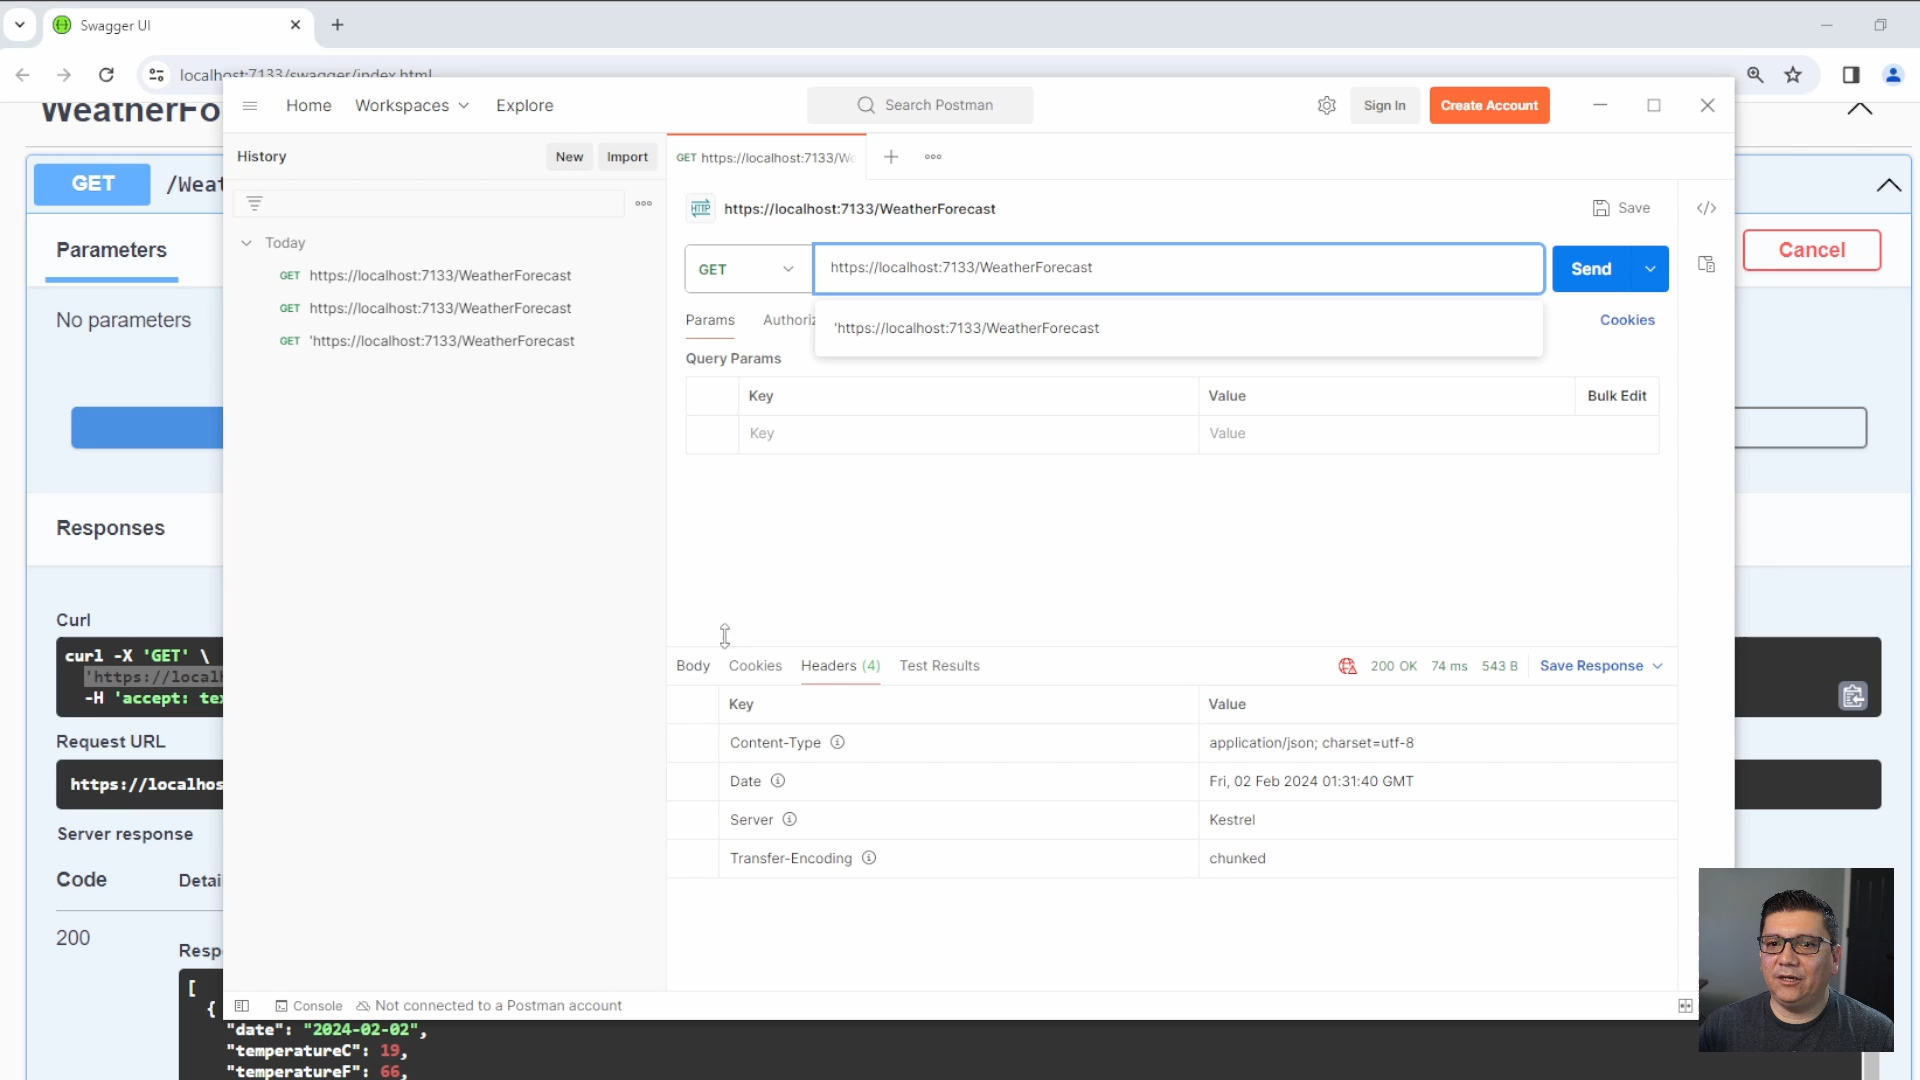 Swagger UI
localhost:7133/swagger/index.html
WeatherFo
GET /Weat
Parameters
Cancel
No parameters
Responses
Curl
curl -X 'GET' \
'https://localh
-H 'accept: tex
Request URL
https://localhos
Server response
Code Detai
200
Resp
[
{
"date": "2024-02-02",
"temperatureC": 19,
"temperatureF": 66,
Home Workspaces Explore
Search Postman
Sign In Create Account
History New Import
Today
GET https://localhost:7133/WeatherForecast
GET https://localhost:7133/WeatherForecast
GET 'https://localhost:7133/WeatherForecast
GET https://localhost:7133/We
HTTP https://localhost:7133/WeatherForecast
Save
GET https://localhost:7133/WeatherForecast Send
'https://localhost:7133/WeatherForecast
Params Authoriz Cookies
Query Params
Key Value Bulk Edit
Key Value
Body Cookies Headers (4) Test Results 200 OK 74 ms 543 B Save Response
Key Value
Content-Type application/json; charset=utf-8
Date Fri, 02 Feb 2024 01:31:40 GMT
Server Kestrel
Transfer-Encoding chunked
Console Not connected to a Postman account